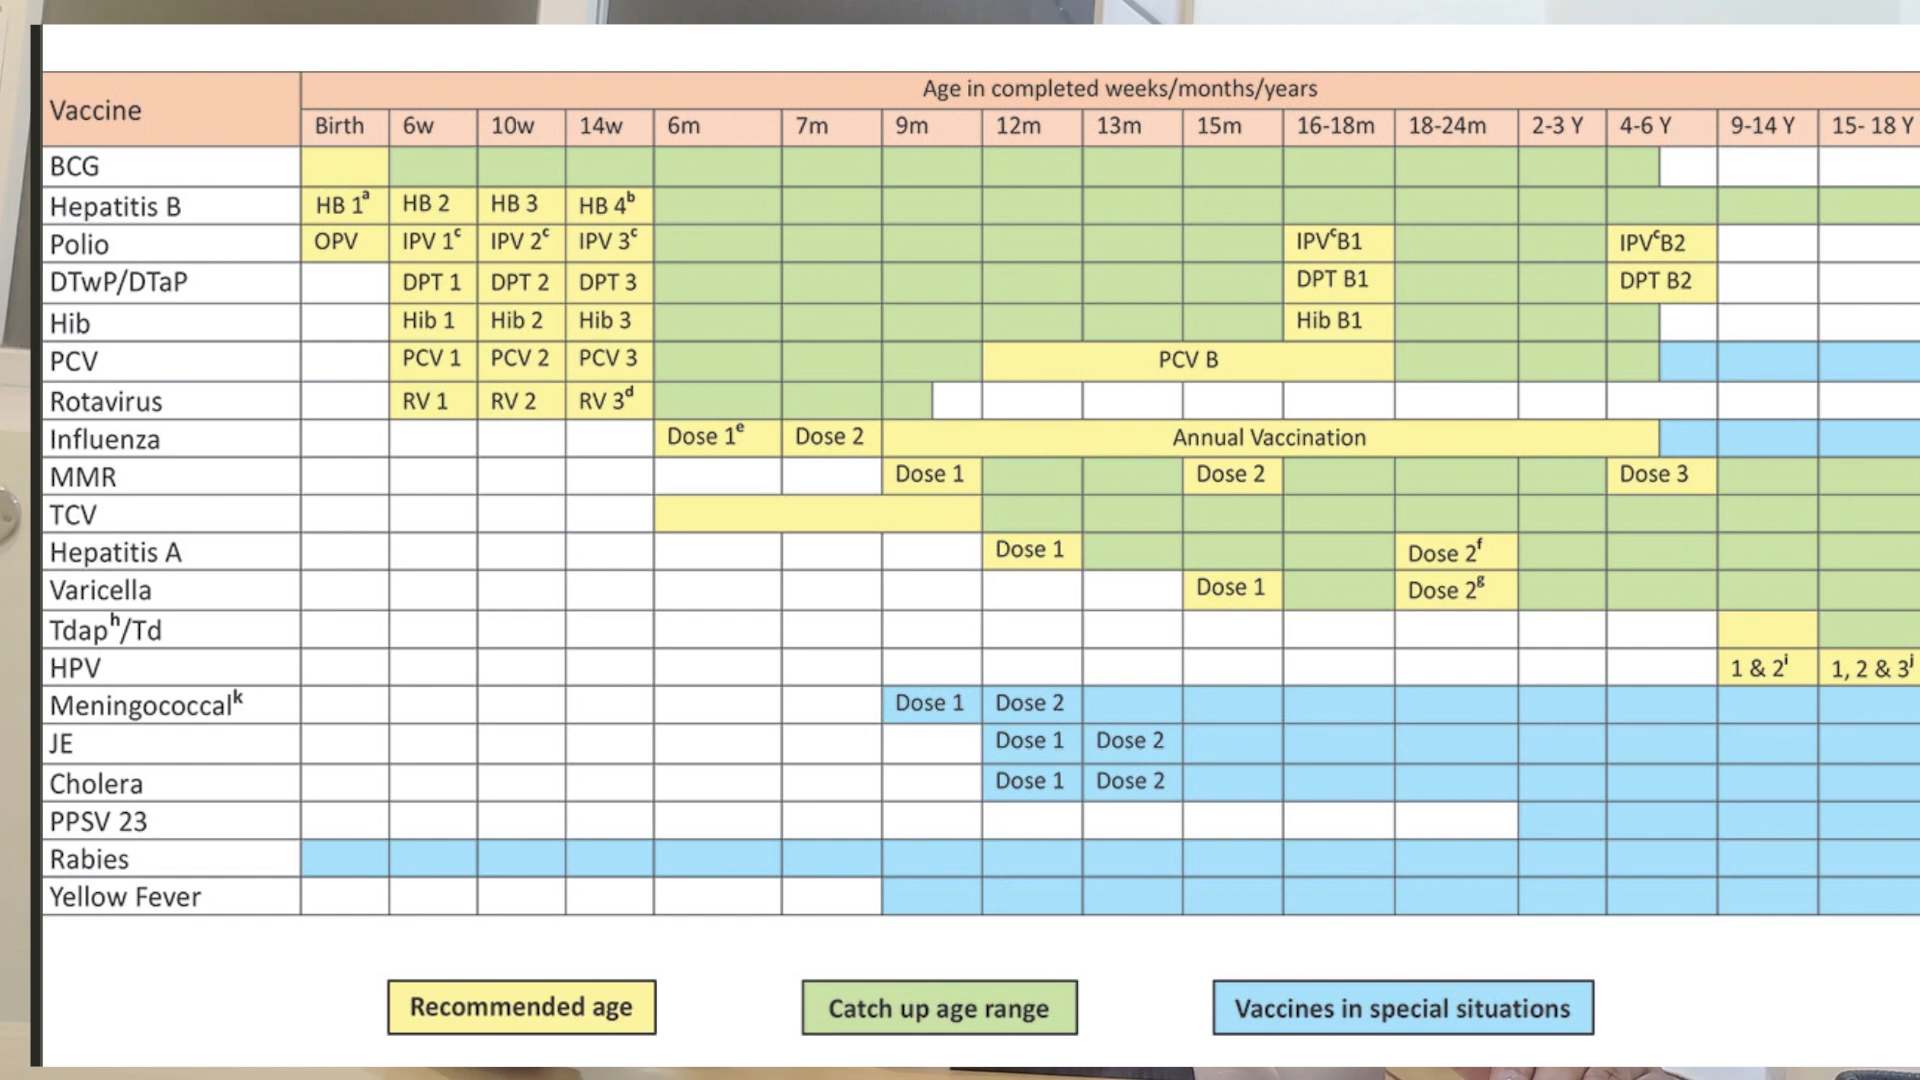 Vaccine
Age in completed weeks/months/years
Birth 6w 10w 14w 6m 7m 9m 12m 13m 15m 16-18m 18-24m 2-3 Y 4-6 Y 9-14 Y 15- 18 Y
BCG
Hepatitis B HB 1ᵃ HB 2 HB 3 HB 4ᵇ
Polio OPV IPV 1ᶜ IPV 2ᶜ IPV 3ᶜ IPVᶜB1 IPVᶜB2
DTwP/DTaP DPT 1 DPT 2 DPT 3 DPT B1 DPT B2
Hib Hib 1 Hib 2 Hib 3 Hib B1
PCV PCV 1 PCV 2 PCV 3 PCV B
Rotavirus RV 1 RV 2 RV 3ᵈ
Influenza Dose 1ᵉ Dose 2 Annual Vaccination
MMR Dose 1 Dose 2 Dose 3
TCV
Hepatitis A Dose 1 Dose 2ᶠ
Varicella Dose 1 Dose 2ᵍ
Tdapʰ/Td
HPV 1 & 2ⁱ 1, 2 & 3ʲ
Meningococcalᵏ Dose 1 Dose 2
JE Dose 1 Dose 2
Cholera Dose 1 Dose 2
PPSV 23
Rabies
Yellow Fever
Recommended age
Catch up age range
Vaccines in special situations